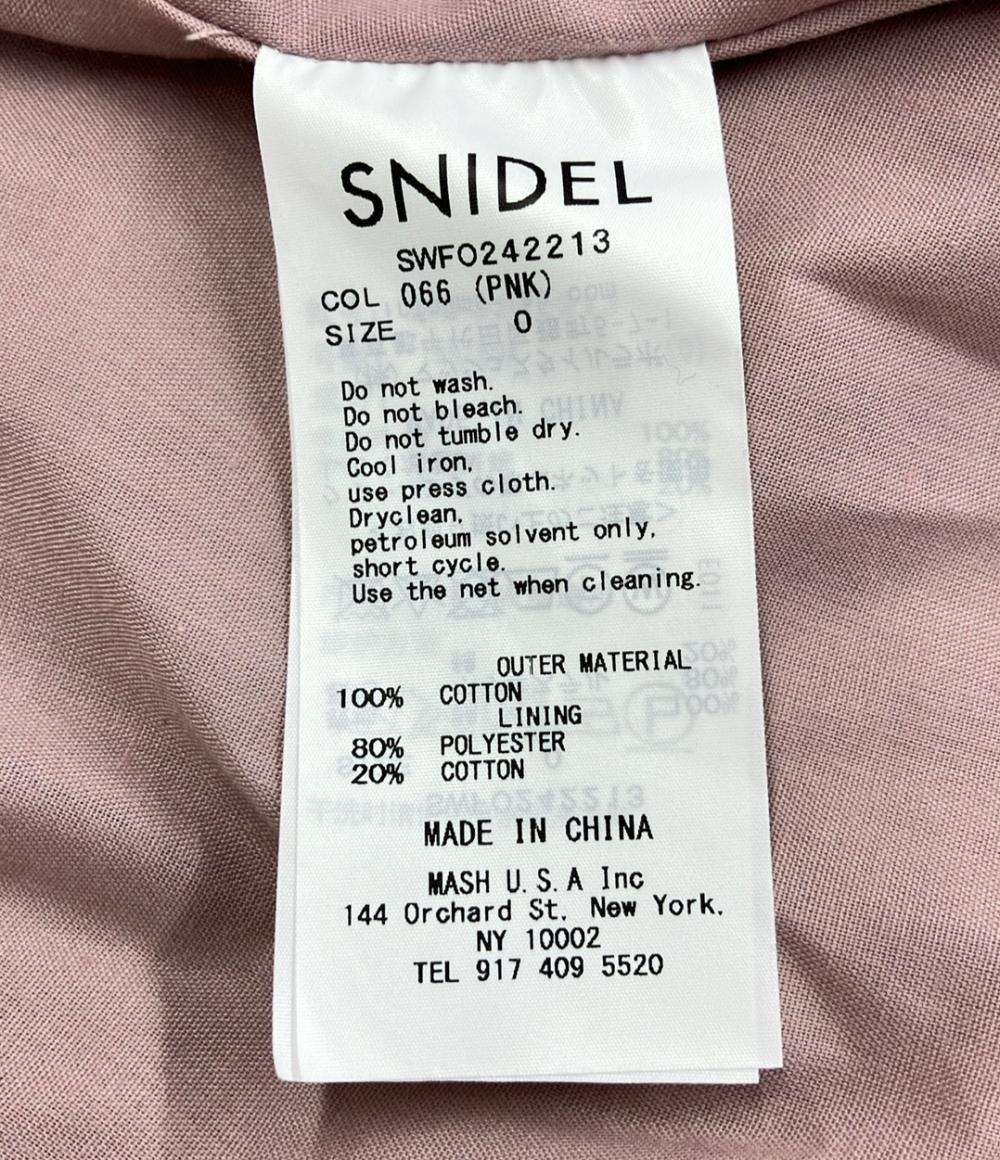 SNIDEL
SWFO242213
COL 066 (PNK)
SIZE 0
Do not wash.
Do not bleach.
Do not tumble dry.
Cool iron,
use press cloth.
Dryclean,
petroleum solvent only,
short cycle.
Use the net when cleaning.
OUTER MATERIAL
100% COTTON
LINING
80% POLYESTER
20% COTTON
MADE IN CHINA
MASH U.S.A Inc
144 Orchard St. New York.
NY 10002
TEL 917 409 5520